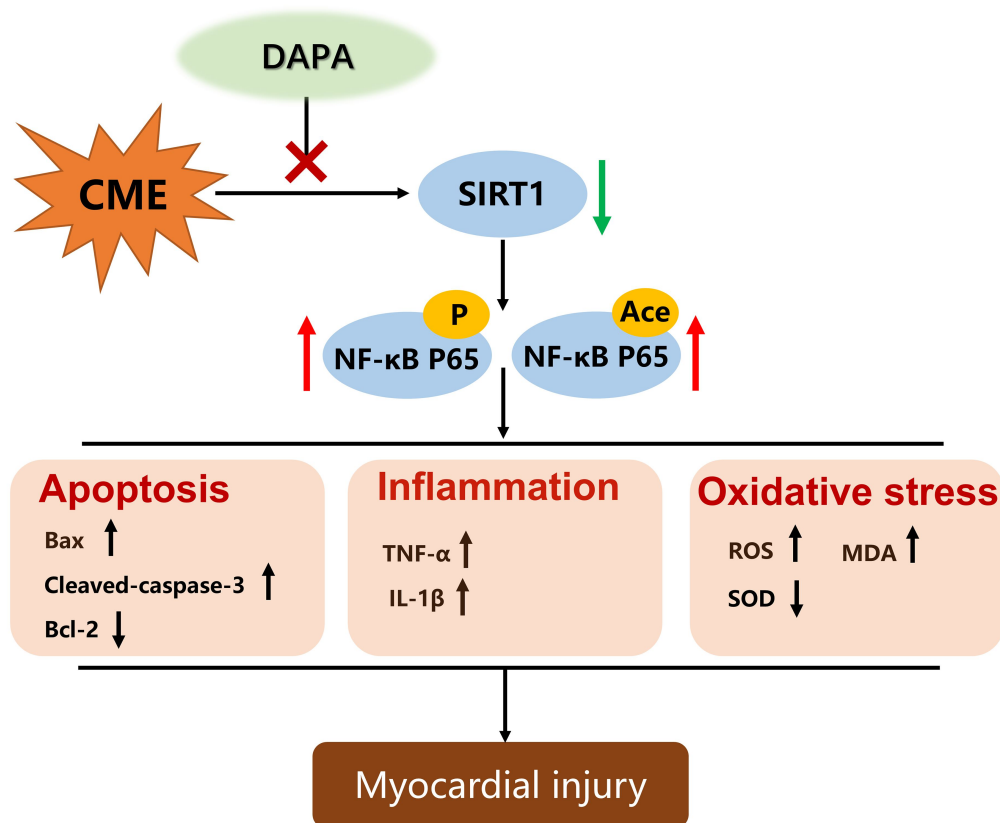 DAPA
CME
SIRT1
P
Ace
NF-κB P65
NF-κB P65
Apoptosis
Bax
Cleaved-caspase-3
Bcl-2
Inflammation
TNF-α
IL-1β
Oxidative stress
ROS MDA
SOD
Myocardial injury